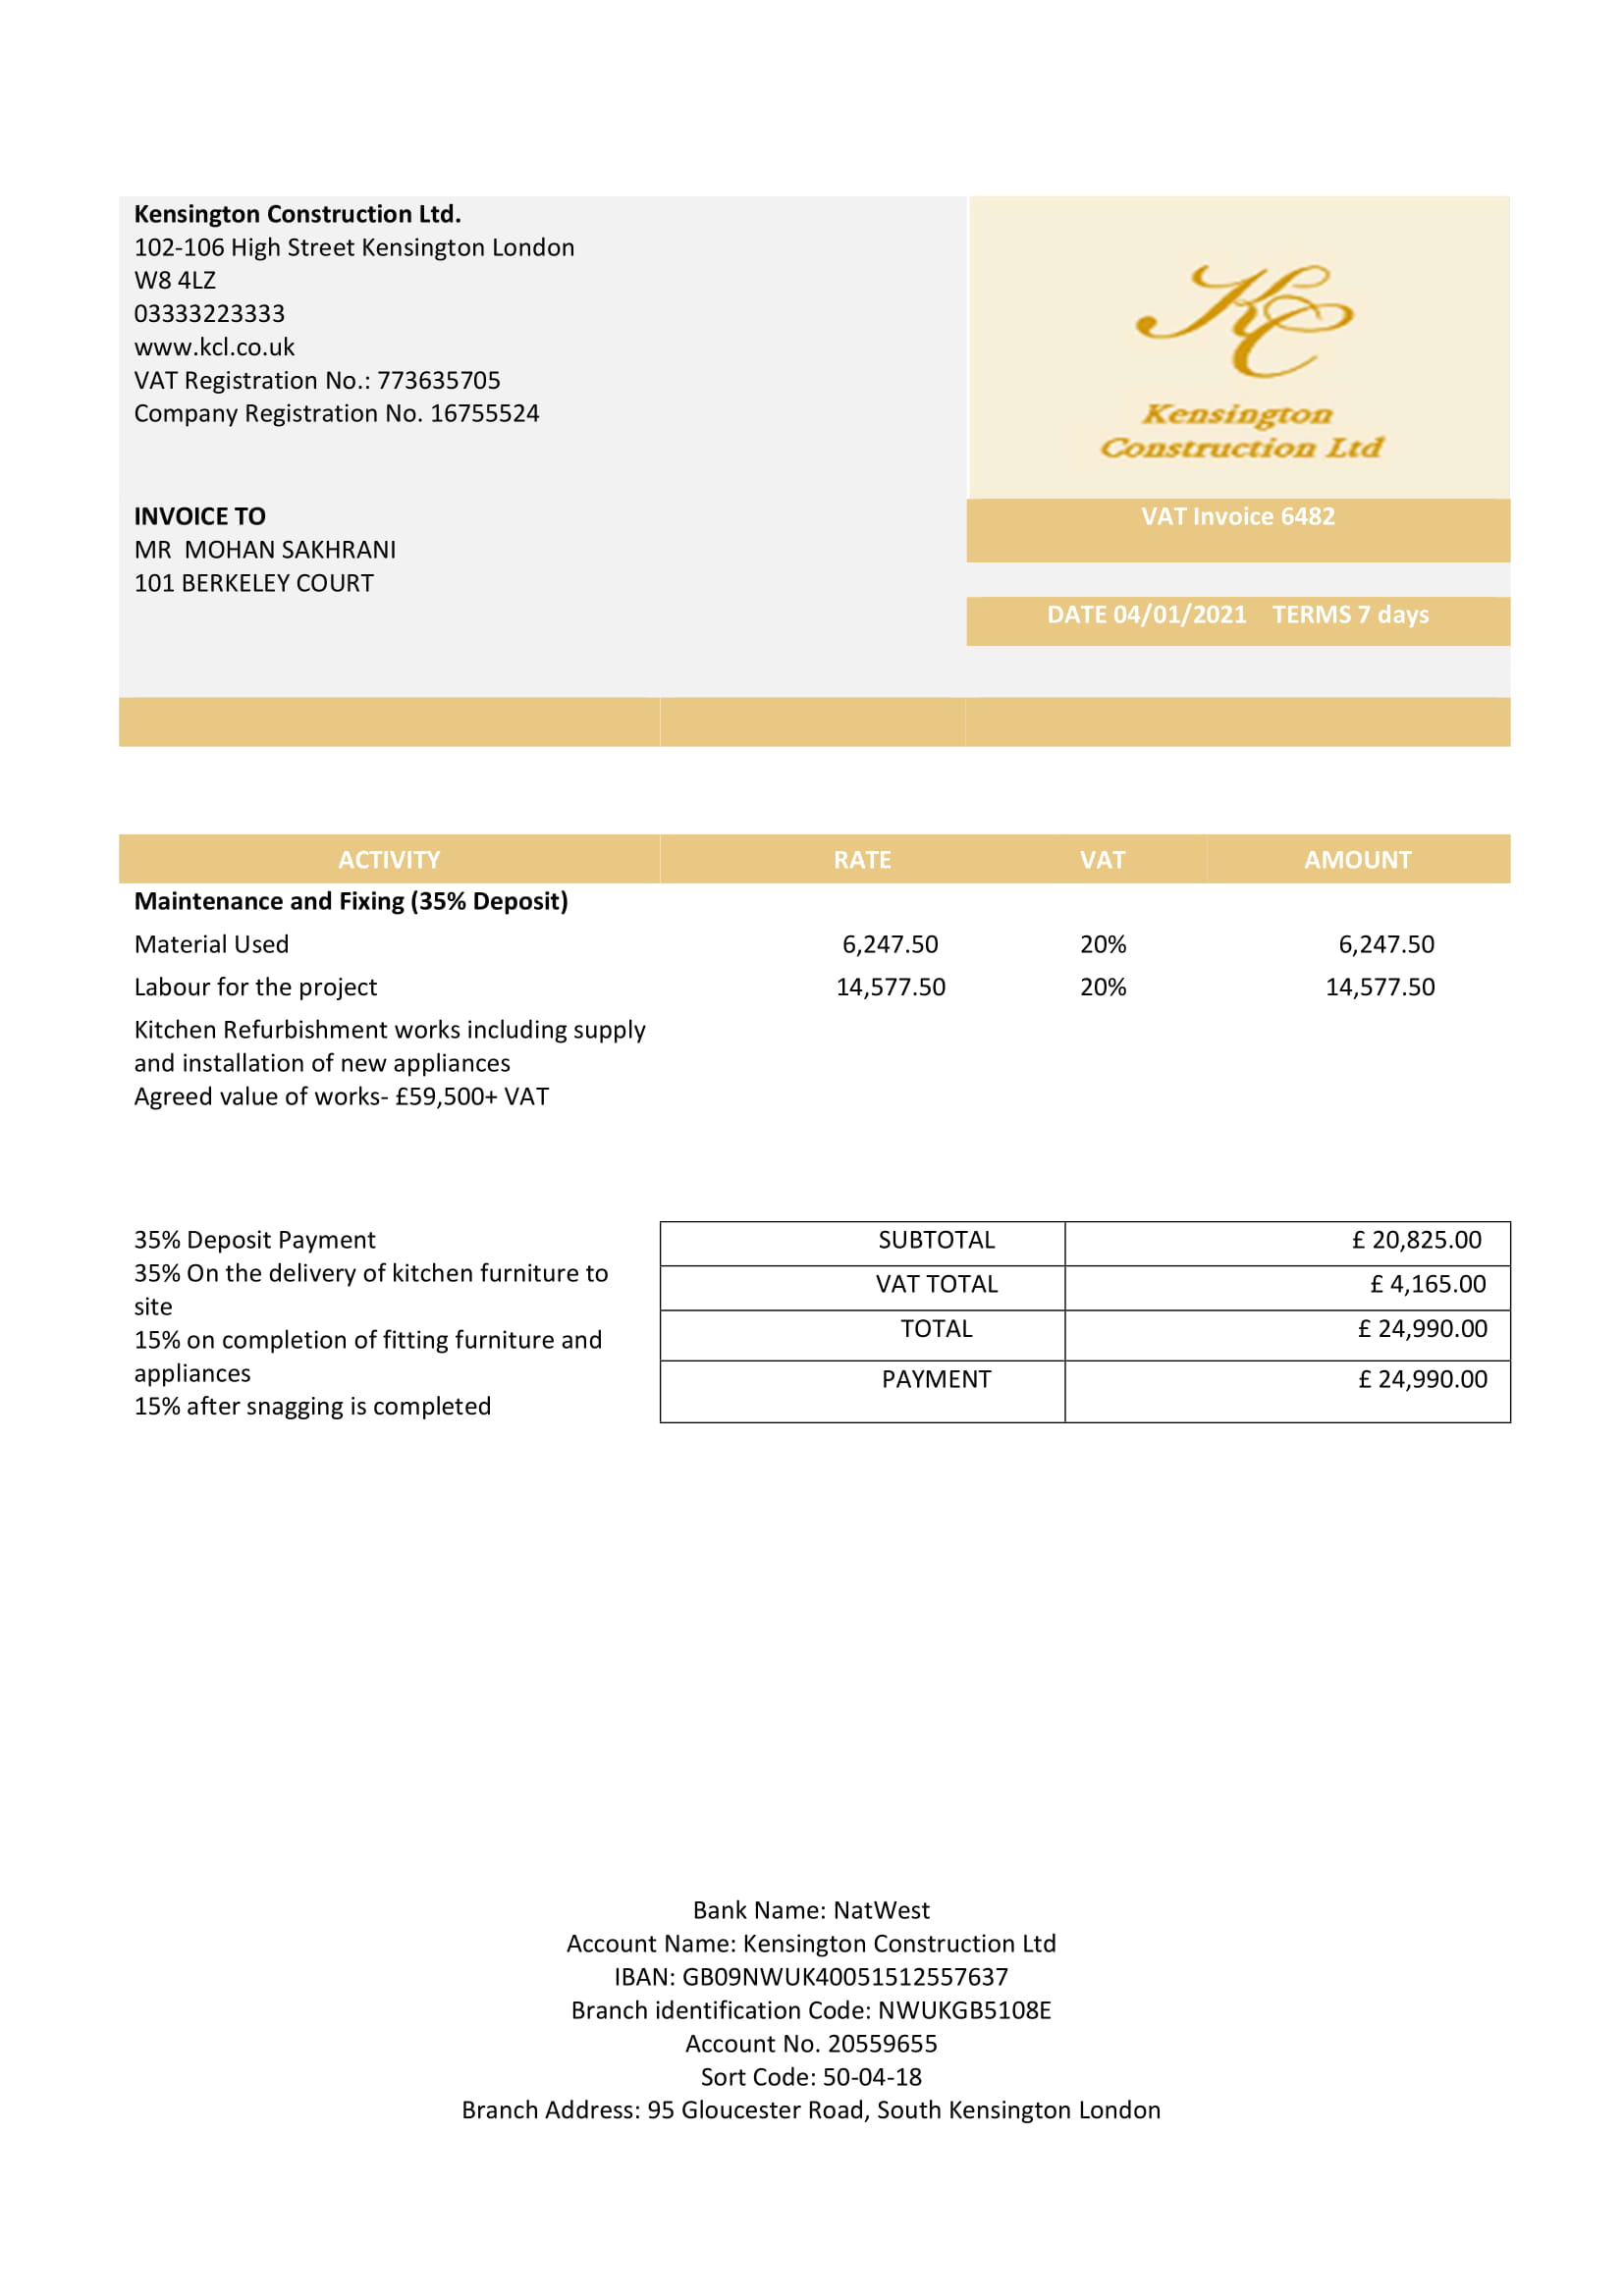 Kensington Construction Ltd.
102-106 High Street Kensington London
W8 4LZ
03333223333
www.kcl.co.uk
VAT Registration No.: 773635705
Company Registration No. 16755524
KC
Kensington
Construction Ltd
INVOICE TO
MR  MOHAN SAKHRANI
101 BERKELEY COURT
VAT Invoice 6482
DATE 04/01/2021    TERMS 7 days
ACTIVITY RATE VAT AMOUNT
Maintenance and Fixing (35% Deposit)
Material Used 6,247.50 20% 6,247.50
Labour for the project 14,577.50 20% 14,577.50
Kitchen Refurbishment works including supply
and installation of new appliances
Agreed value of works- £59,500+ VAT
35% Deposit Payment
35% On the delivery of kitchen furniture to
site
15% on completion of fitting furniture and
appliances
15% after snagging is completed
SUBTOTAL £ 20,825.00
VAT TOTAL £ 4,165.00
TOTAL £ 24,990.00
PAYMENT £ 24,990.00
Bank Name: NatWest
Account Name: Kensington Construction Ltd
IBAN: GB09NWUK40051512557637
Branch identification Code: NWUKGB5108E
Account No. 20559655
Sort Code: 50-04-18
Branch Address: 95 Gloucester Road, South Kensington London